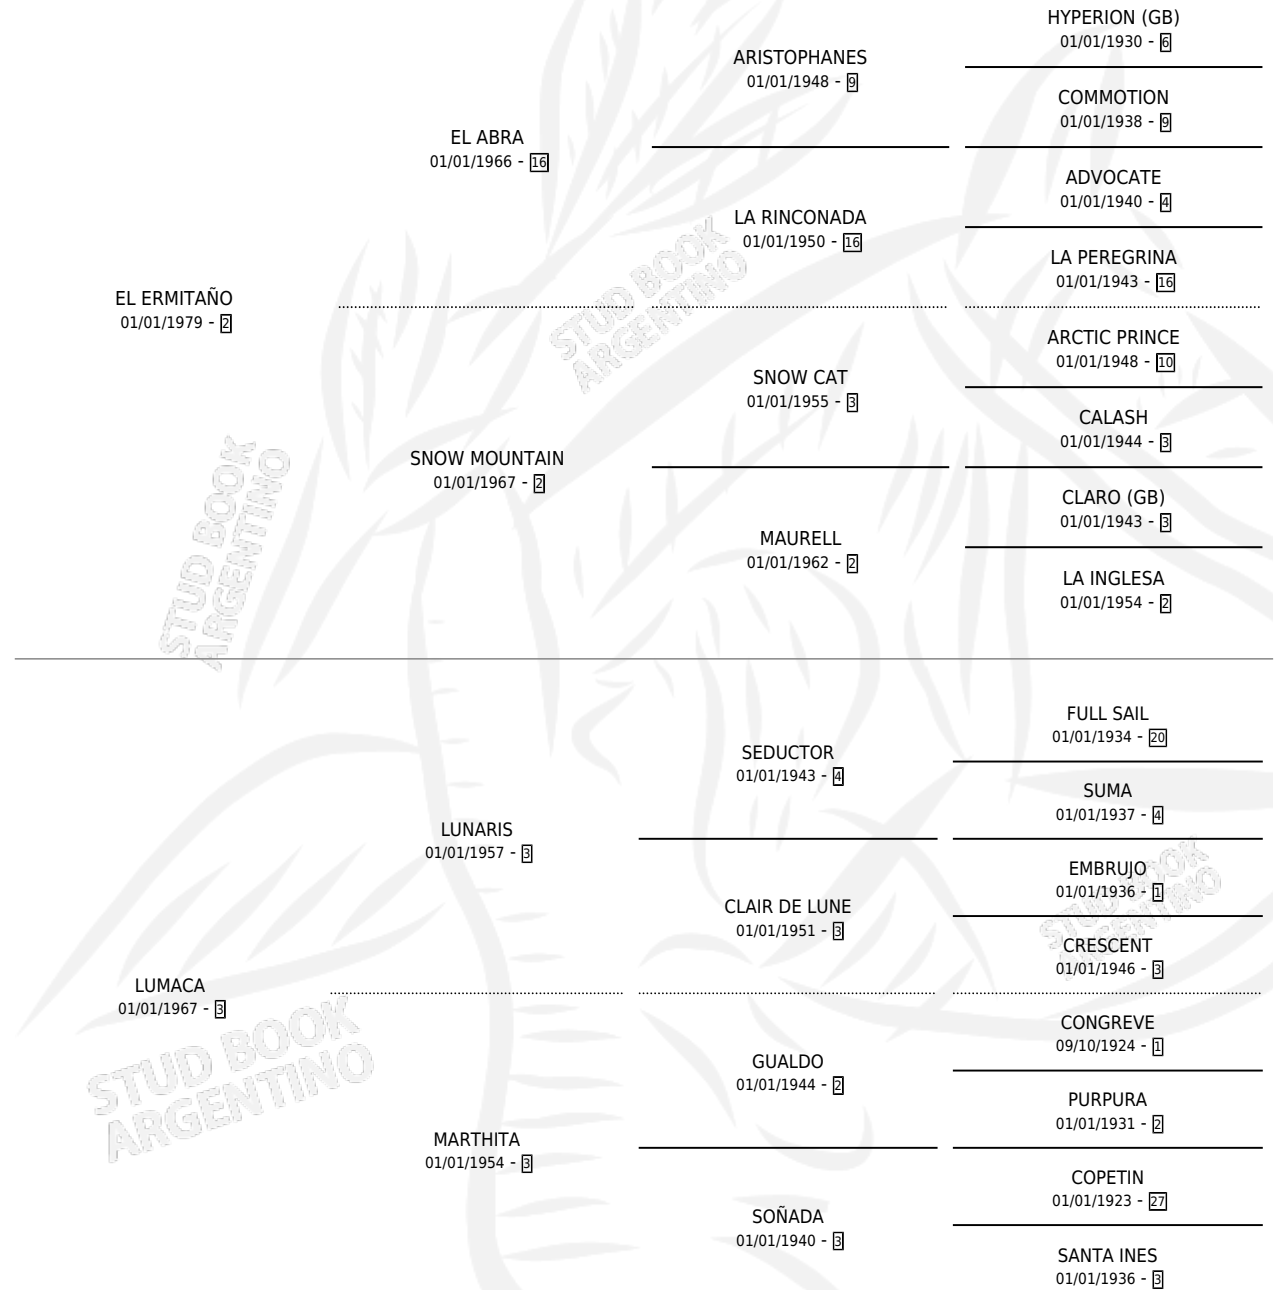 HYPERION (GB)
01/01/1930 - 6
ARISTOPHANES
01/01/1948 - 9
COMMOTION
01/01/1938 - 9
EL ABRA
01/01/1966 - 16
ADVOCATE
01/01/1940 - 4
LA RINCONADA
01/01/1950 - 16
LA PEREGRINA
01/01/1943 - 16
EL ERMITAÑO
01/01/1979 - 2
STUD BOOK
ARGENTINO
ARCTIC PRINCE
01/01/1948 - 10
SNOW CAT
01/01/1955 - 3
CALASH
01/01/1944 - 3
SNOW MOUNTAIN
01/01/1967 - 2
CLARO (GB)
01/01/1943 - 3
MAURELL
01/01/1962 - 2
LA INGLESA
01/01/1954 - 2
STUD BOOK
ARGENTINO
FULL SAIL
01/01/1934 - 20
SEDUCTOR
01/01/1943 - 4
SUMA
01/01/1937 - 4
LUNARIS
01/01/1957 - 3
EMBRUJO
01/01/1936 - 1
CLAIR DE LUNE
01/01/1951 - 3
STUD BOOK
ARGENTINO
CRESCENT
01/01/1946 - 3
LUMACA
01/01/1967 - 3
STUD BOOK
ARGENTINO
CONGREVE
09/10/1924 - 1
GUALDO
01/01/1944 - 2
PURPURA
01/01/1931 - 2
MARTHITA
01/01/1954 - 3
COPETIN
01/01/1923 - 27
SOÑADA
01/01/1940 - 3
SANTA INES
01/01/1936 - 3